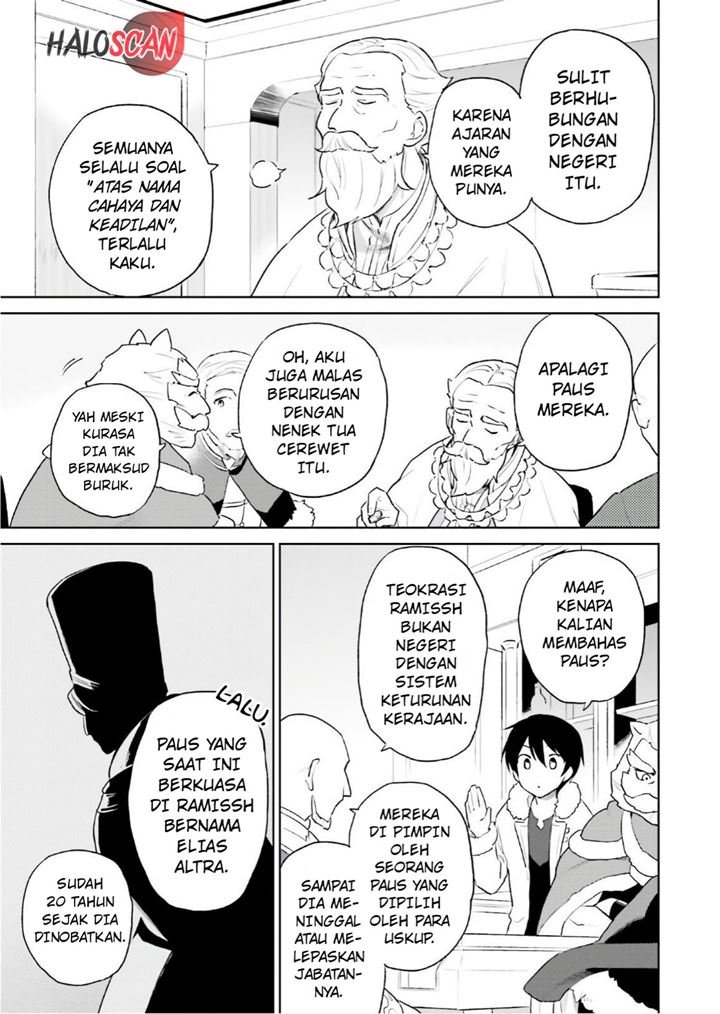 HALOSCAN
SULIT
BERHU-
BUNGAN
DENGAN
NEGERI
ITU.
KARENA
AJARAN
YANG
MEREKA
PUNYA.
SEMUANYA
SELALU SOAL
"ATAS NAMA
CAHAYA DAN
KEADILAN",
TERLALU
KAKU.
APALAGI
PAUS
MEREKA.
OH, AKU
JUGA MALAS
BERURUSAN
DENGAN
NENEK TUA
CEREWET
ITU.
YAH MESKI
KURASA
DIA TAK
BERMAKSUD
BURUK.
MAAF,
KENAPA
KALIAN
MEMBAHAS
PAUS?
TEOKRASI
RAMISSH
BUKAN
NEGERI
DENGAN
SISTEM
KETURUNAN
KERAJAAN.
MEREKA
DI PIMPIN
OLEH
SEORANG
PAUS YANG
DIPILIH
OLEH PARA
USKUP.
SAMPAI
DIA ME-
NINGGAL
ATAU ME-
LEPASKAN
JABATAN-
NYA.
LALU.
PAUS YANG
SAAT INI
BERKUASA
DI RAMISSH
BERNAMA
ELIAS
ALTRA.
SUDAH
20 TAHUN
SEJAK DIA
DINOBATKAN.